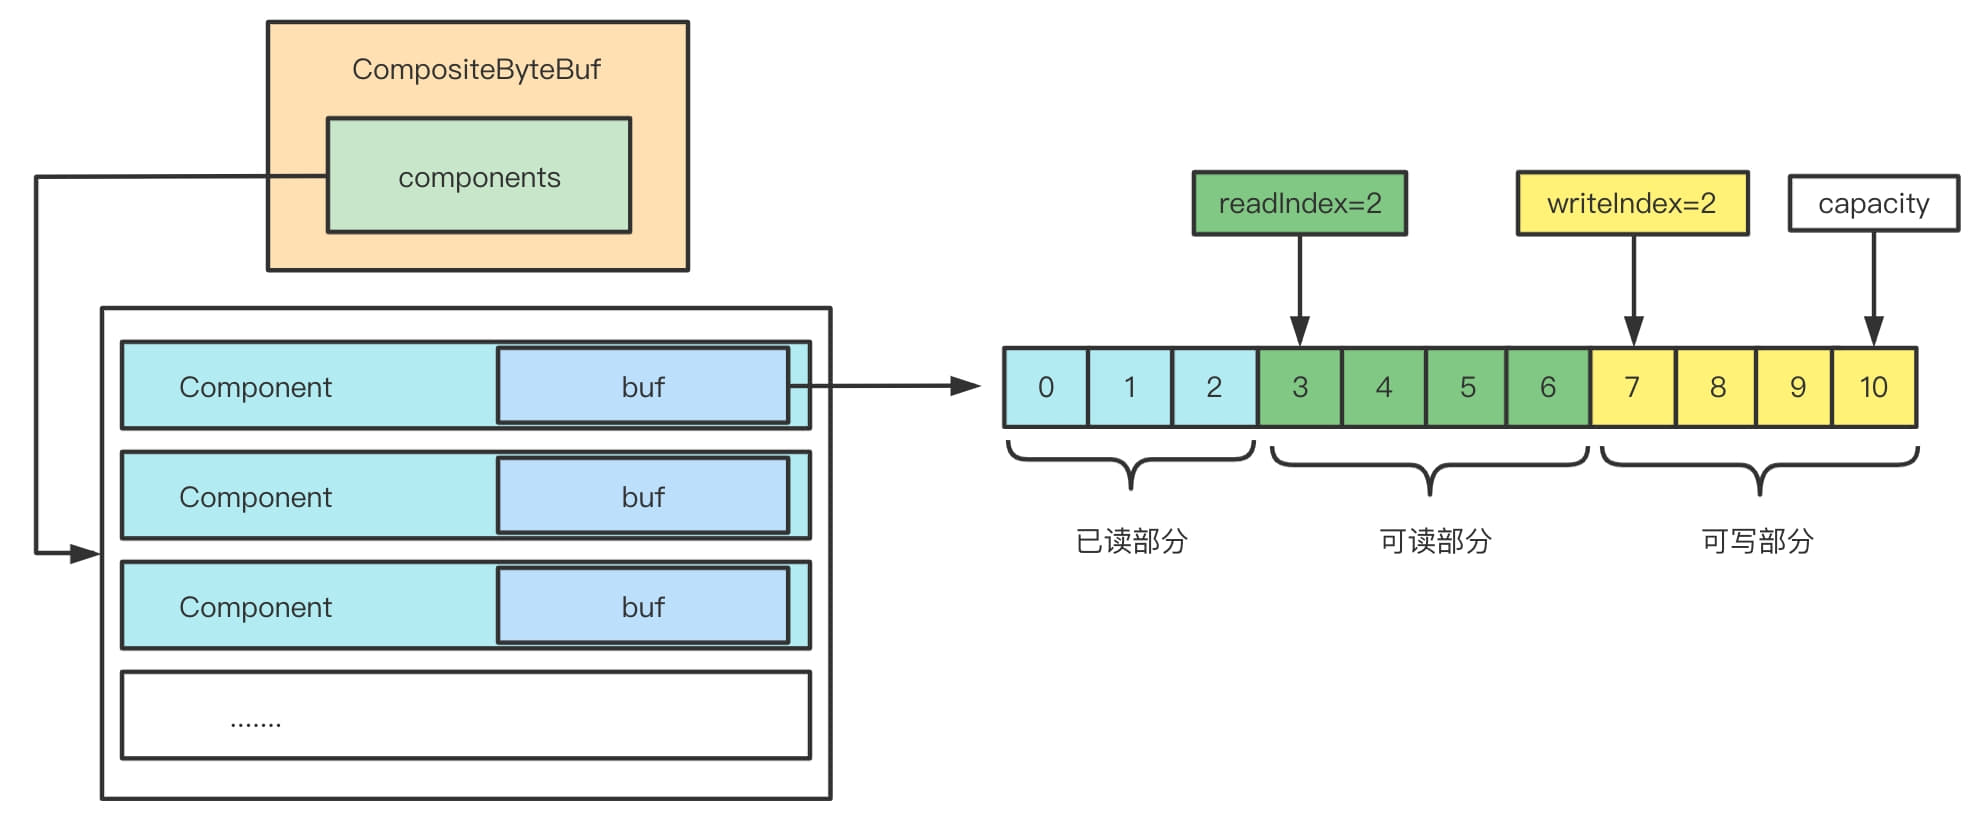 CompositeByteBuf
components
Component buf
Component buf
Component buf
.......
readIndex=2
writeIndex=2
capacity
0 1 2 3 4 5 6 7 8 9 10
已读部分
可读部分
可写部分